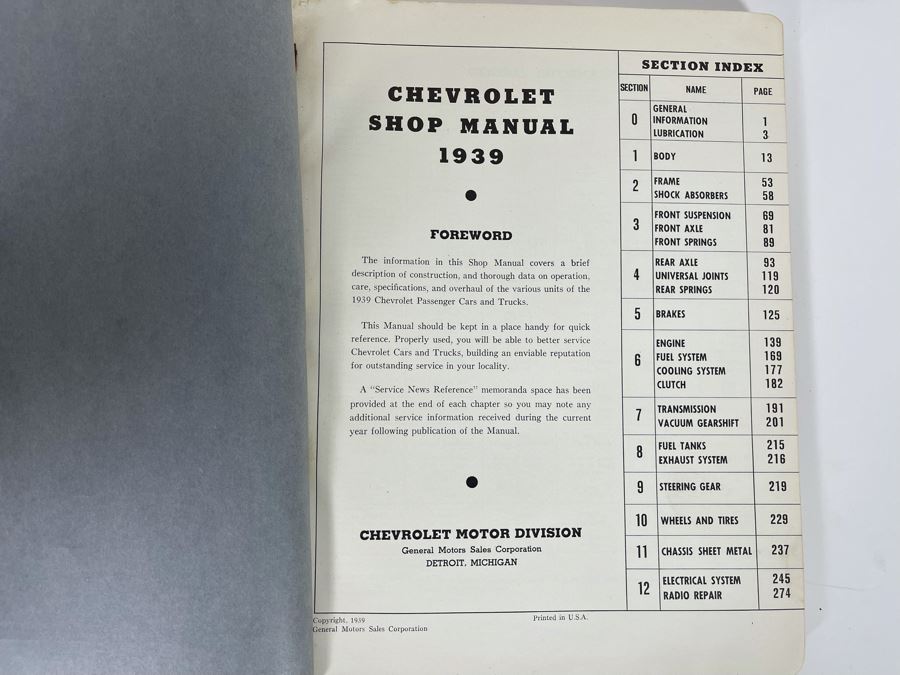 CHEVROLET
SHOP MANUAL
1939
FOREWORD
The information in this Shop Manual covers a brief
description of construction, and thorough data on operation,
care, specifications, and overhaul of the various units of the
1939 Chevrolet Passenger Cars and Trucks.
This Manual should be kept in a place handy for quick
reference. Properly used, you will be able to better service
Chevrolet Cars and Trucks, building an enviable reputation
for outstanding service in your locality.
A "Service News Reference" memoranda space has been
provided at the end of each chapter so you may note any
additional service information received during the current
year following publication of the Manual.
CHEVROLET MOTOR DIVISION
General Motors Sales Corporation
DETROIT, MICHIGAN
SECTION INDEX
SECTION NAME PAGE
0 GENERAL
INFORMATION 1
LUBRICATION 3
1 BODY 13
2 FRAME 53
SHOCK ABSORBERS 58
3 FRONT SUSPENSION 69
FRONT AXLE 81
FRONT SPRINGS 89
4 REAR AXLE 93
UNIVERSAL JOINTS 119
REAR SPRINGS 120
5 BRAKES 125
6 ENGINE 139
FUEL SYSTEM 169
COOLING SYSTEM 177
CLUTCH 182
7 TRANSMISSION 191
VACUUM GEARSHIFT 201
8 FUEL TANKS 215
EXHAUST SYSTEM 216
9 STEERING GEAR 219
10 WHEELS AND TIRES 229
11 CHASSIS SHEET METAL 237
12 ELECTRICAL SYSTEM 245
RADIO REPAIR 274
Copyright, 1939
General Motors Sales Corporation
Printed in U.S.A.